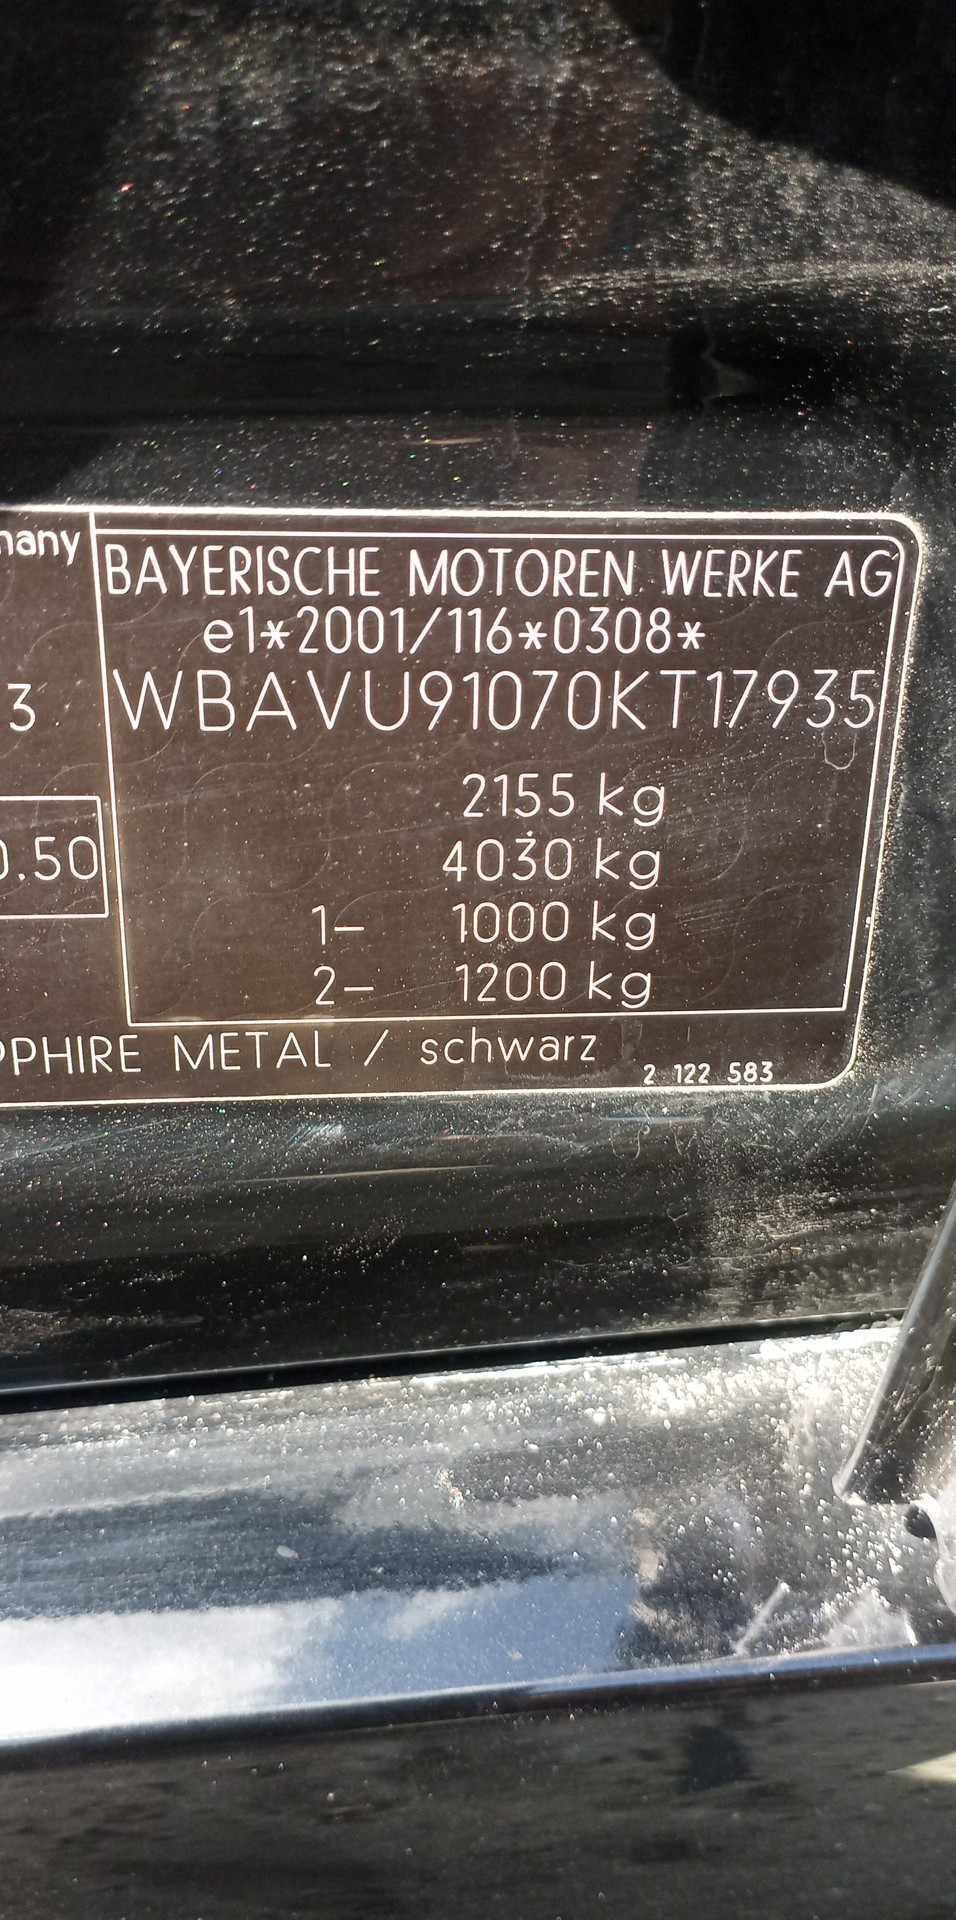 many
BAYERISCHE MOTOREN WERKE AG
e1*2001/116*0308*
3
WBAVU91070KT17935
2155 kg
0.50
4030 kg
1- 1000 kg
2- 1200 kg
PPHIRE METAL / schwarz
2 122 583